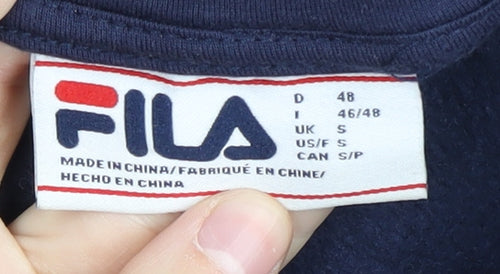 FILA
D 48
I 46/48
UK S
US/F S
CAN S/P
MADE IN CHINA/FABRIQUÉ EN CHINE/
HECHO EN CHINA